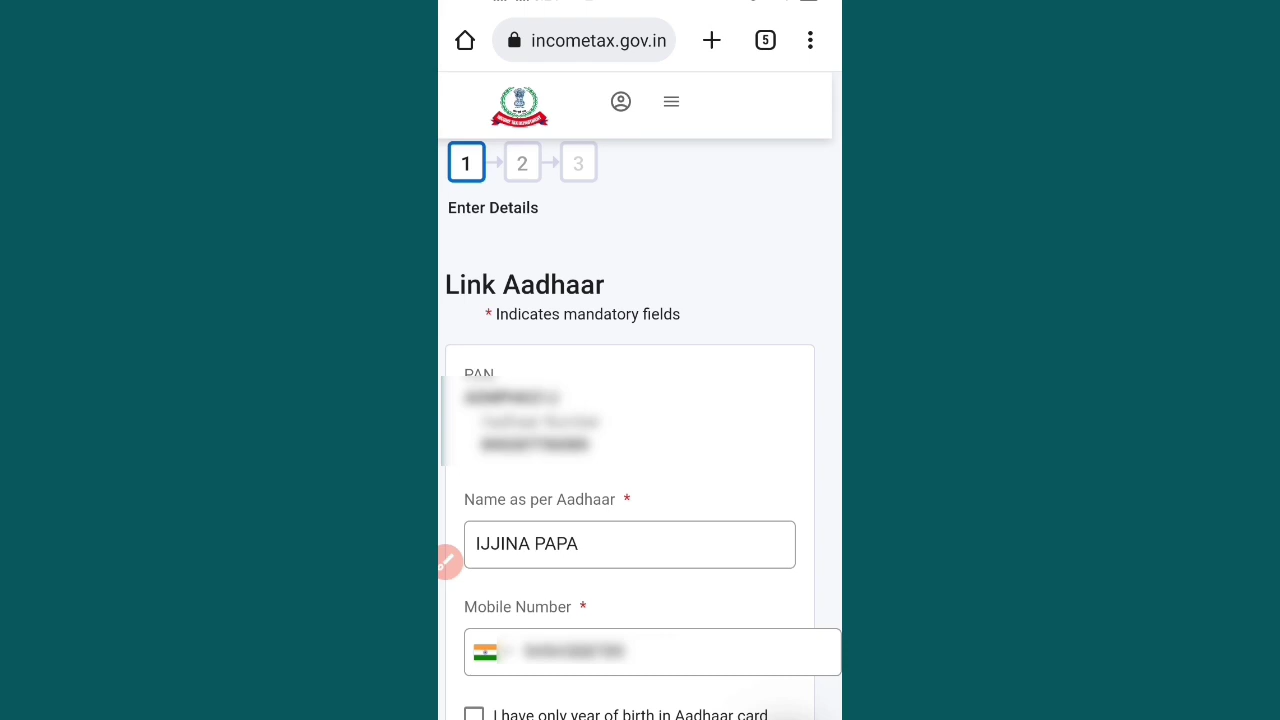 incometax.gov.in
5
1
2
3
Enter Details
Link Aadhaar
* Indicates mandatory fields
PAN
Name as per Aadhaar *
IJJINA PAPA
Mobile Number *
I have only year of birth in Aadhaar card